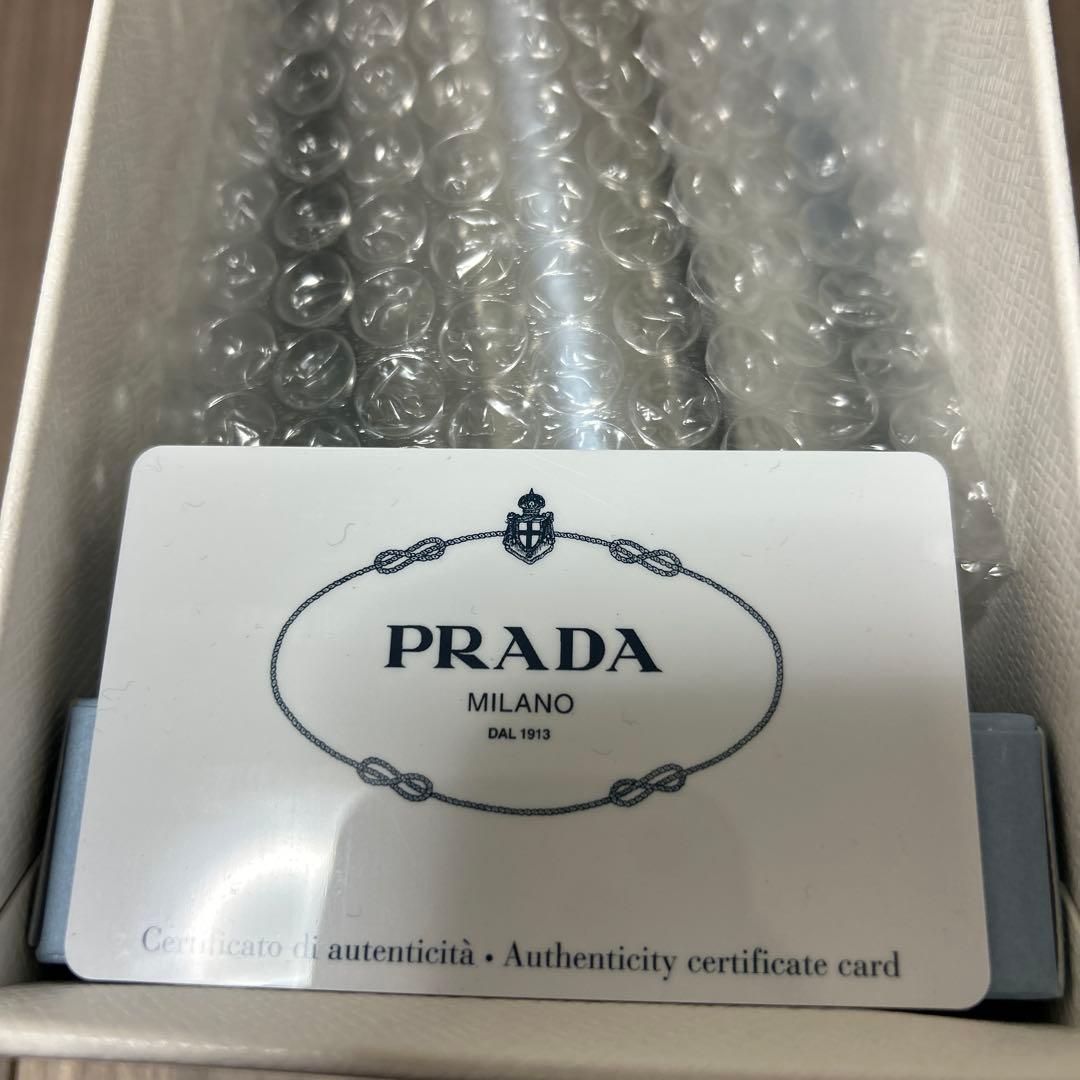 PRADA
MILANO
DAL 1913
Certificato di autenticità • Authenticity certificate card